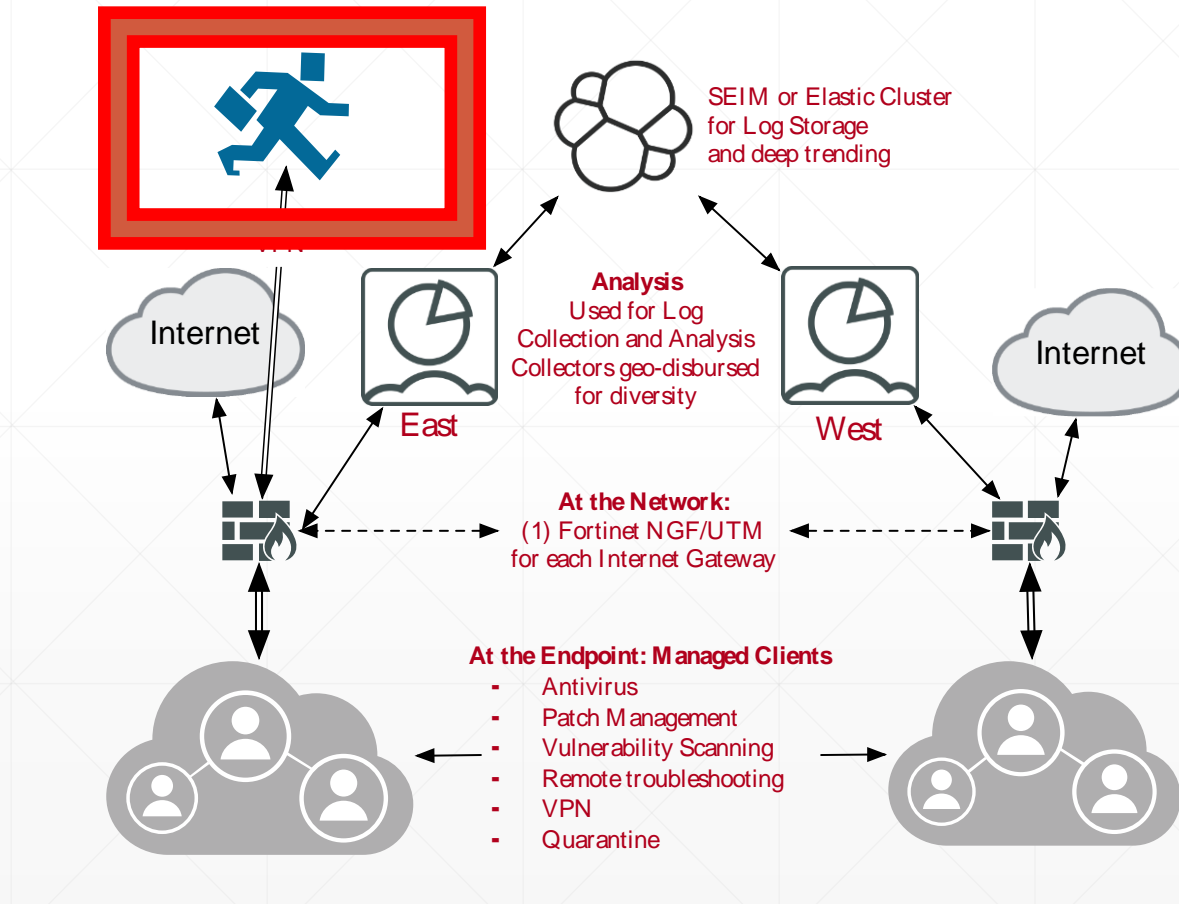 SEIM or Elastic Cluster
for Log Storage
and deep trending
Internet
Analysis
Used for Log
Collection and Analysis
Collectors geo-disbursed
for diversity
Internet
East
West
At the Network:
(1) Fortinet NGF/UTM
for each Internet Gateway
At the Endpoint: Managed Clients
- Antivirus
- Patch Management
- Vulnerability Scanning
- Remote troubleshooting
- VPN
- Quarantine